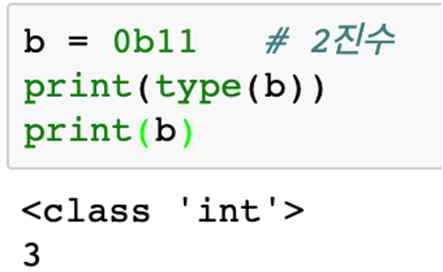 b = 0b11   # 2진수
print(type(b))
print(b)
<class 'int'>
3